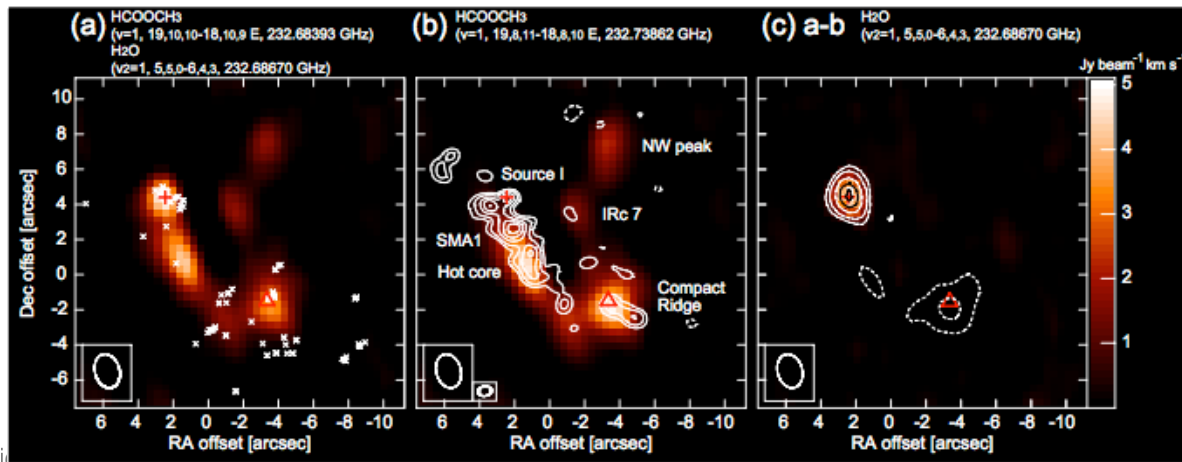 (a) HCOOCH3
(v=1, 19,10,10-18,10,9 E, 232.68393 GHz)
H2O
(v2=1, 5,5,0-6,4,3, 232.68670 GHz)
(b) HCOOCH3
(v=1, 19,8,11-18,8,10 E, 232.73862 GHz)
(c) a-b H2O
(v2=1, 5,5,0-6,4,3, 232.68670 GHz)
Jy beam-1 km s-
10
8
6
4
2
0
-2
-4
-6
Dec offset [arcsec]
6 4 2 0 -2 -4 -6 -8 -10
RA offset [arcsec]
NW peak
Source I
IRc 7
SMA1
Hot core
Compact
Ridge
6 4 2 0 -2 -4 -6 -8 -10
RA offset [arcsec]
6 4 2 0 -2 -4 -6 -8 -10
RA offset [arcsec]
5
4
3
2
1